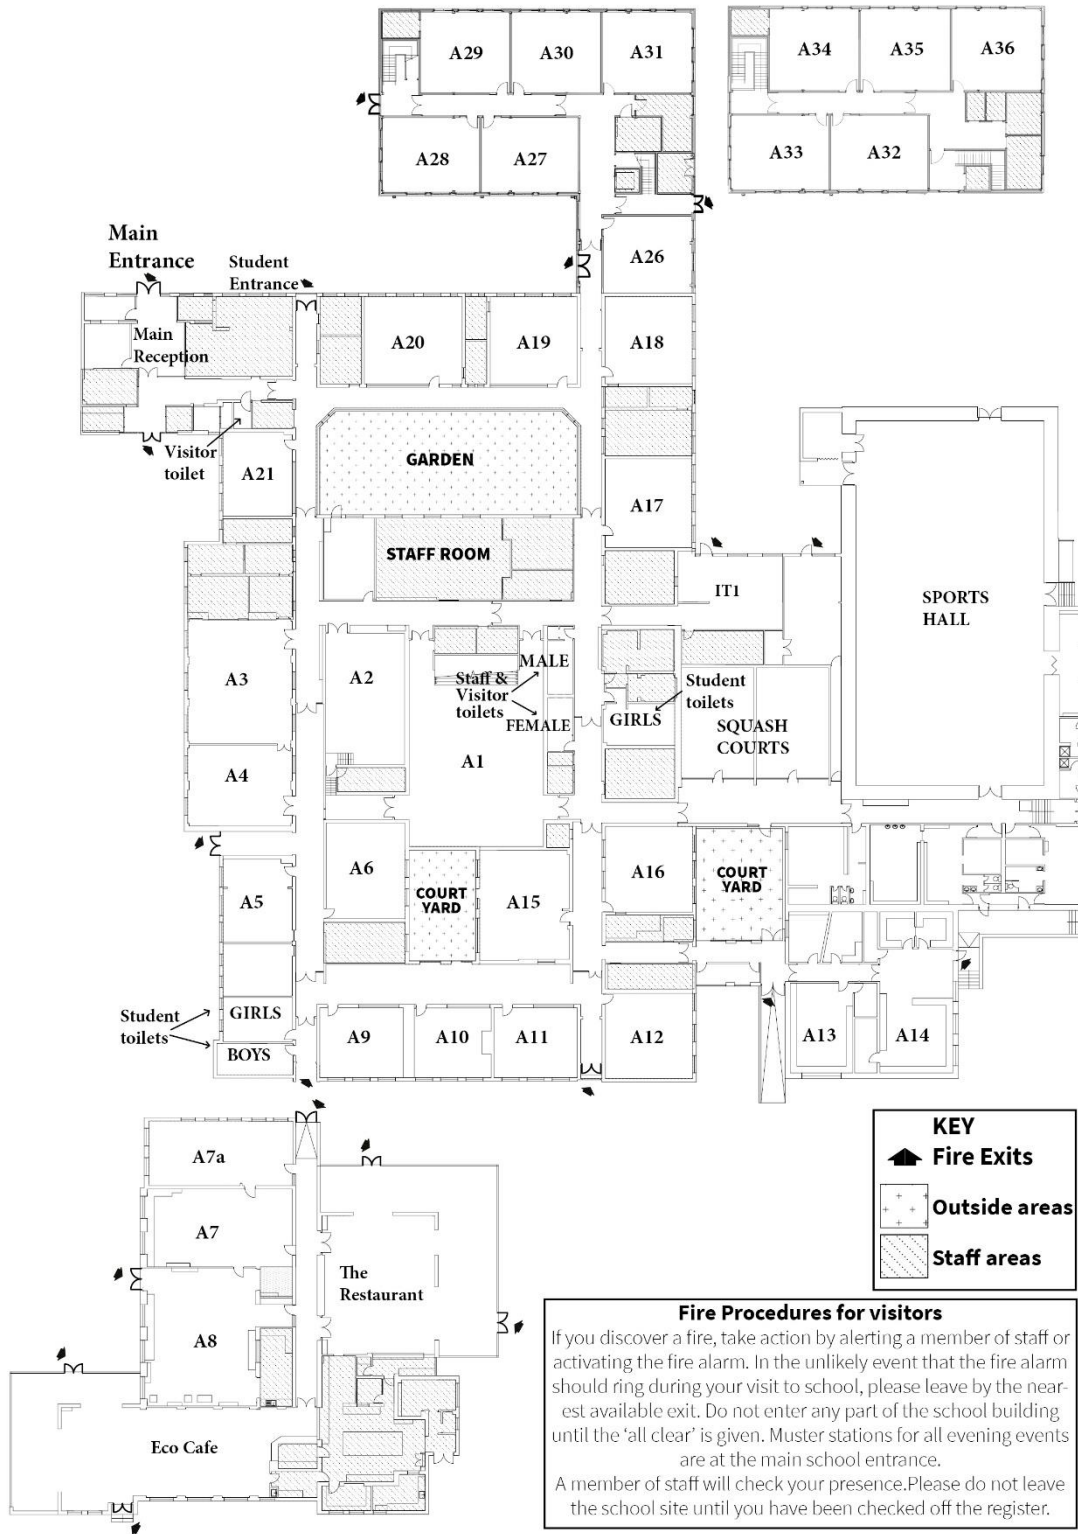 A29
A30
A31
A34
A35
A36
A28
A27
A33
A32
Main
Entrance
Student
Entrance
A26
Main
Reception
A20
A19
A18
Visitor
toilet
A21
GARDEN
A17
STAFF ROOM
IT1
SPORTS
HALL
A3
A2
MALE
Staff &
Visitor
toilets
FEMALE
GIRLS
Student
toilets
SQUASH
COURTS
A4
A1
A5
A6
COURT
YARD
A15
A16
COURT
YARD
Student
toilets
GIRLS
BOYS
A9
A10
A11
A12
A13
A14
A7a
A7
A8
The
Restaurant
Eco Cafe
KEY
Fire Exits
Outside areas
Staff areas
Fire Procedures for visitors
If you discover a fire, take action by alerting a member of staff or
activating the fire alarm. In the unlikely event that the fire alarm
should ring during your visit to school, please leave by the near-
est available exit. Do not enter any part of the school building
until the ‘all clear’ is given. Muster stations for all evening events
are at the main school entrance.
A member of staff will check your presence.Please do not leave
the school site until you have been checked off the register.